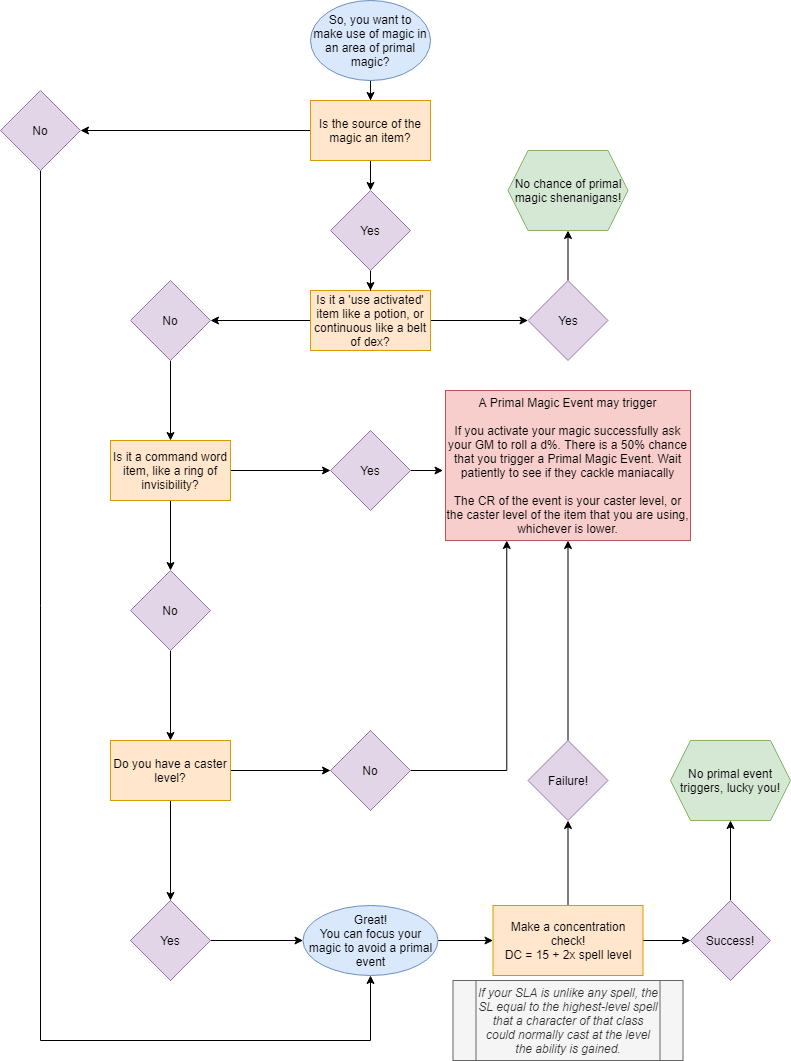 So, you want to
make use of magic in
an area of primal
magic?
Is the source of the
magic an item?
No
Yes
No chance of primal
magic shenanigans!
Is it a 'use activated'
item like a potion, or
continuous like a belt
of dex?
No
Yes
A Primal Magic Event may trigger
If you activate your magic successfully ask
your GM to roll a d%. There is a 50% chance
that you trigger a Primal Magic Event. Wait
patiently to see if they cackle maniacally
The CR of the event is your caster level, or
the caster level of the item that you are using,
whichever is lower.
Is it a command word
item, like a ring of
invisibility?
Yes
No
Do you have a caster
level?
No
Failure!
No primal event
triggers, lucky you!
Yes
Great!
You can focus your
magic to avoid a primal
event
Make a concentration
check!
DC = 15 + 2x spell level
Success!
If your SLA is unlike any spell, the
SL equal to the highest-level spell
that a character of that class
could normally cast at the level
the ability is gained.